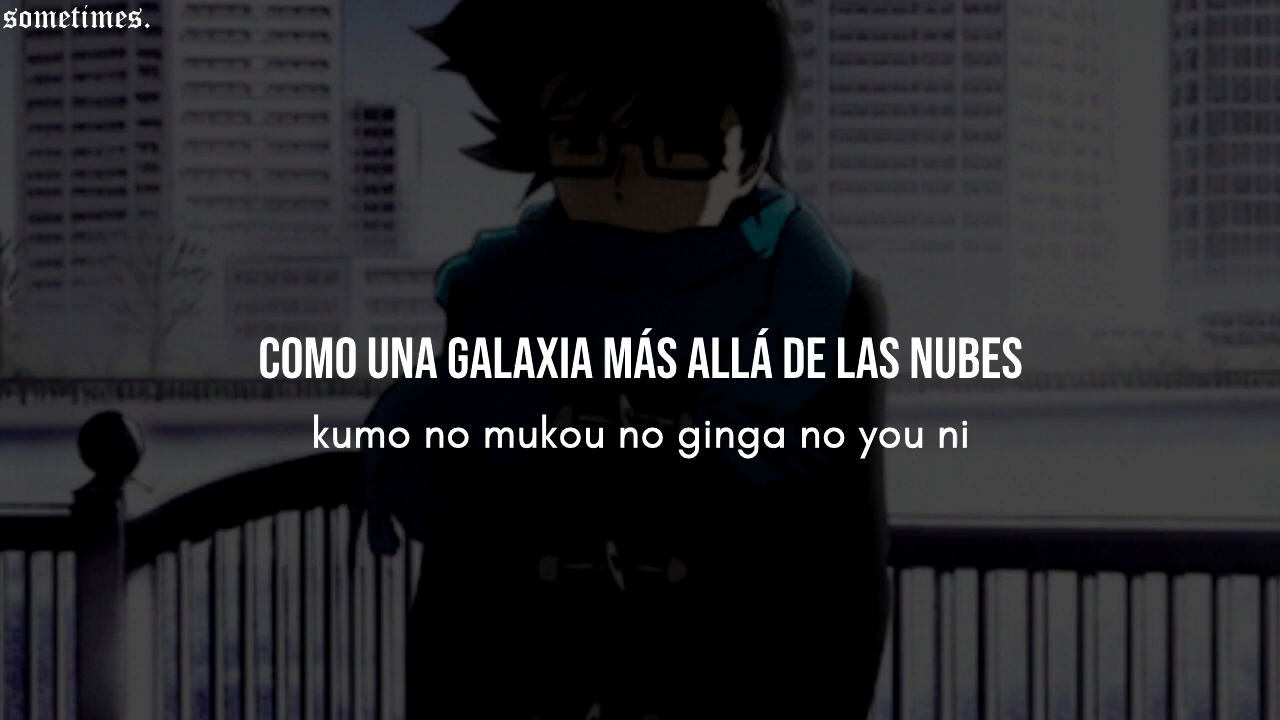 sometimes.
COMO UNA GALAXIA MÁS ALLÁ DE LAS NUBES
kumo no mukou no ginga no you ni